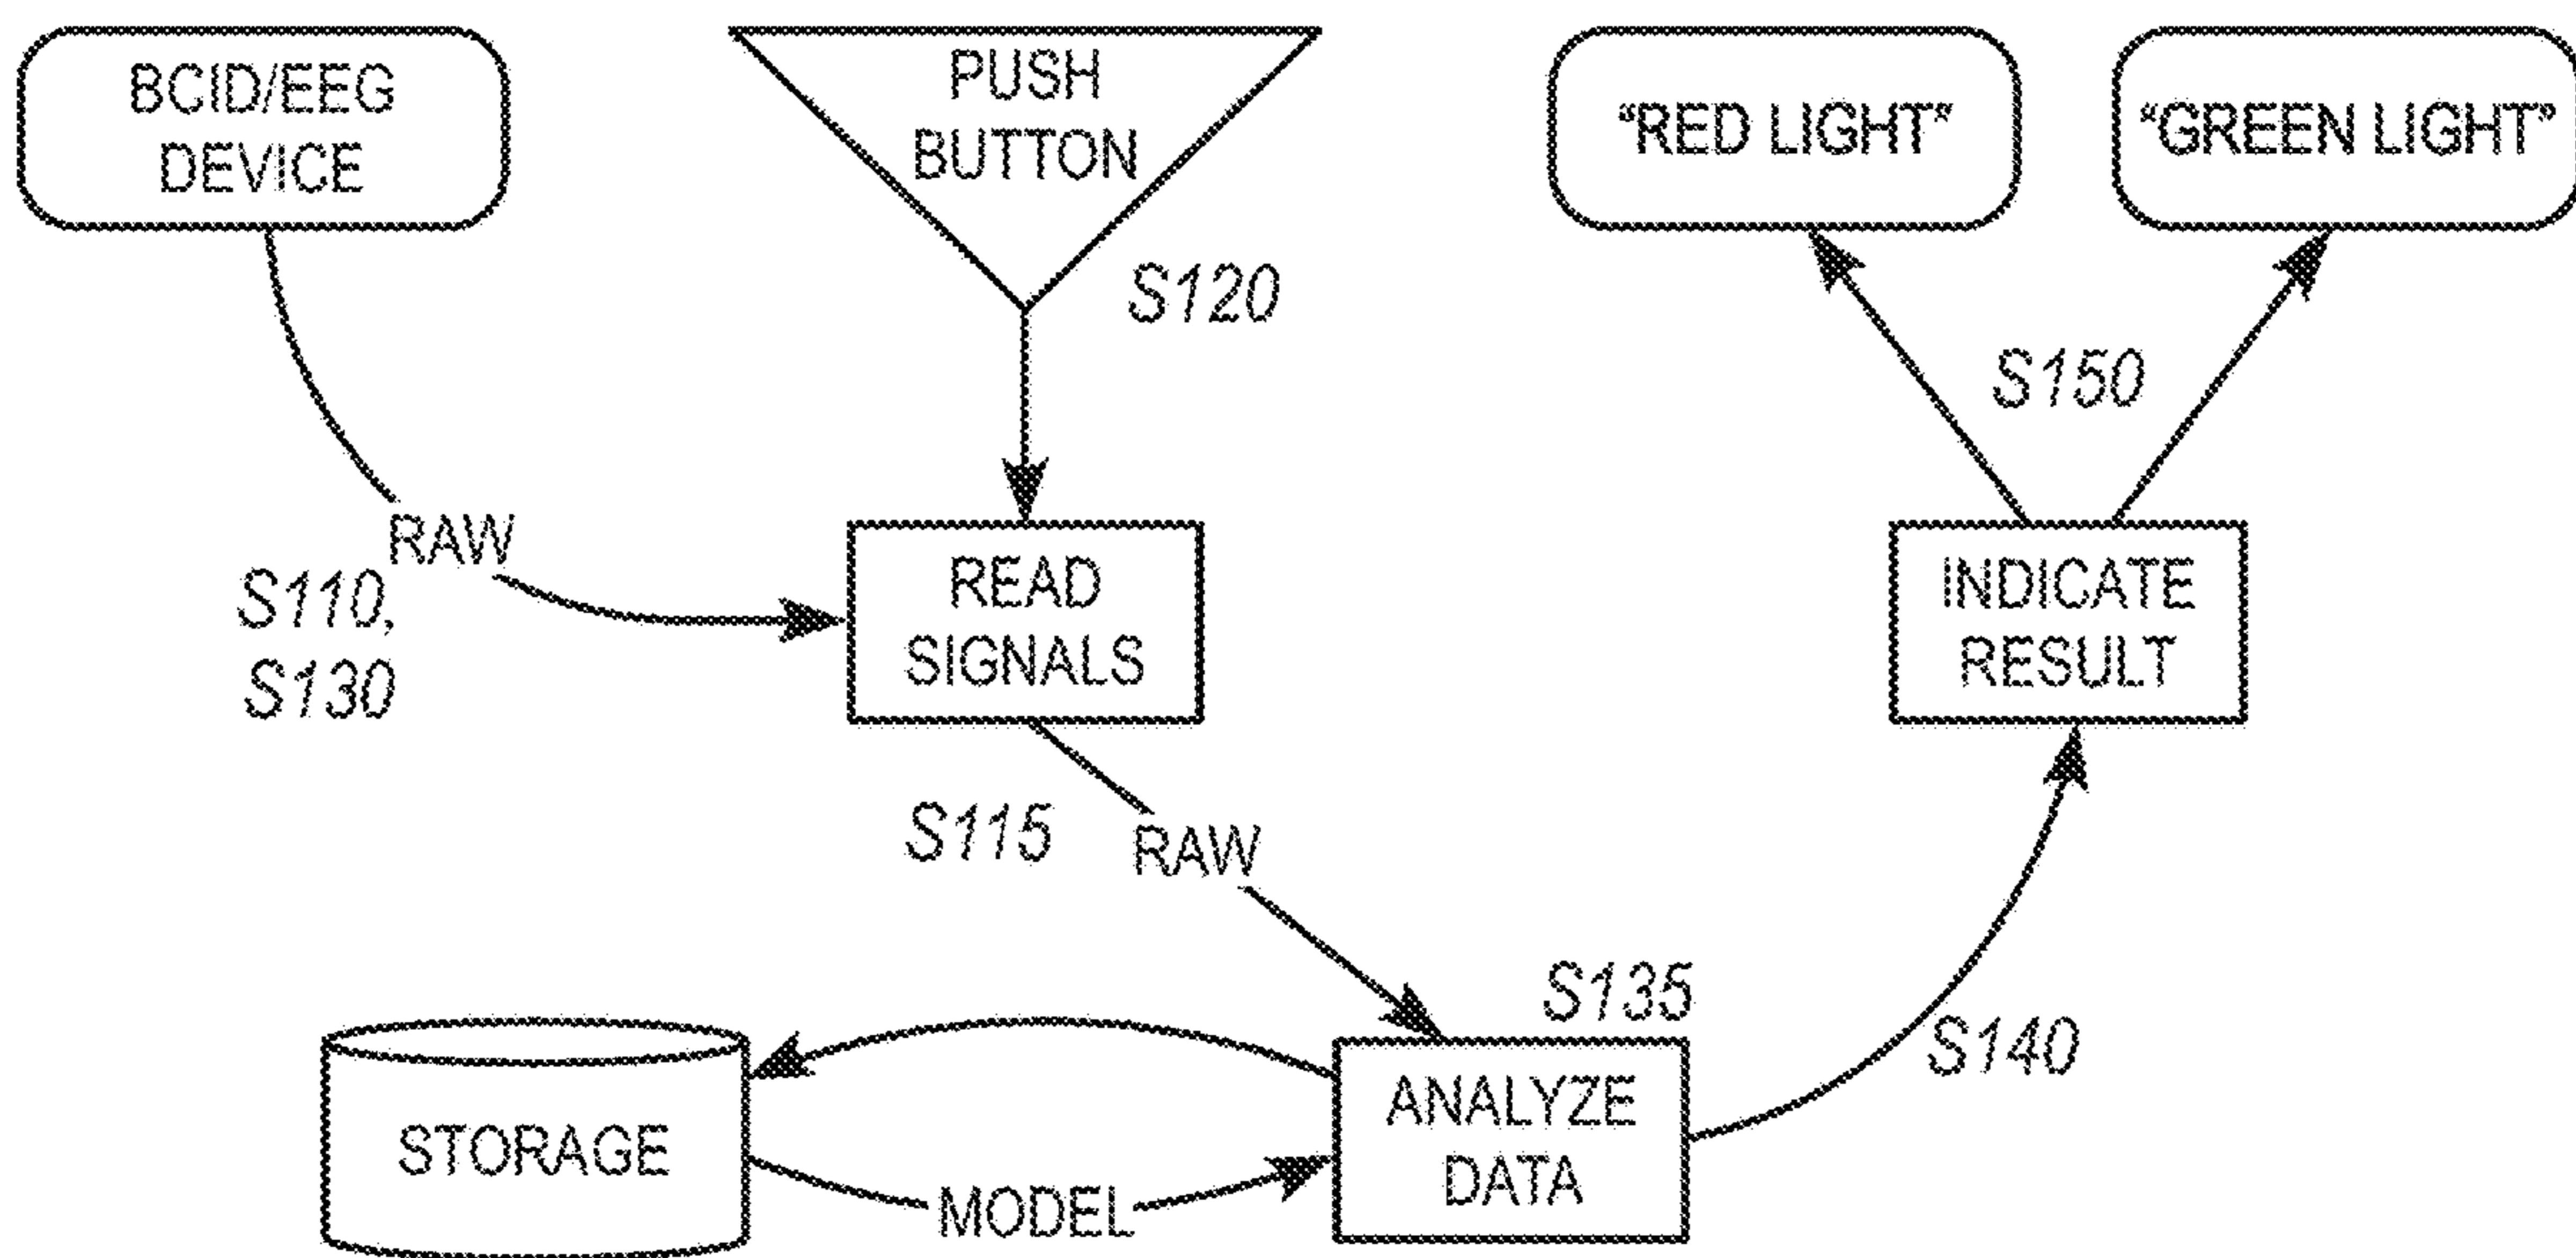 BCID/EEG
DEVICE
PUSH
BUTTON
"RED LIGHT"
"GREEN LIGHT"
S120
S150
RAW
S110,
S130
READ
SIGNALS
INDICATE
RESULT
S115
RAW
S135
S140
STORAGE
MODEL
ANALYZE
DATA